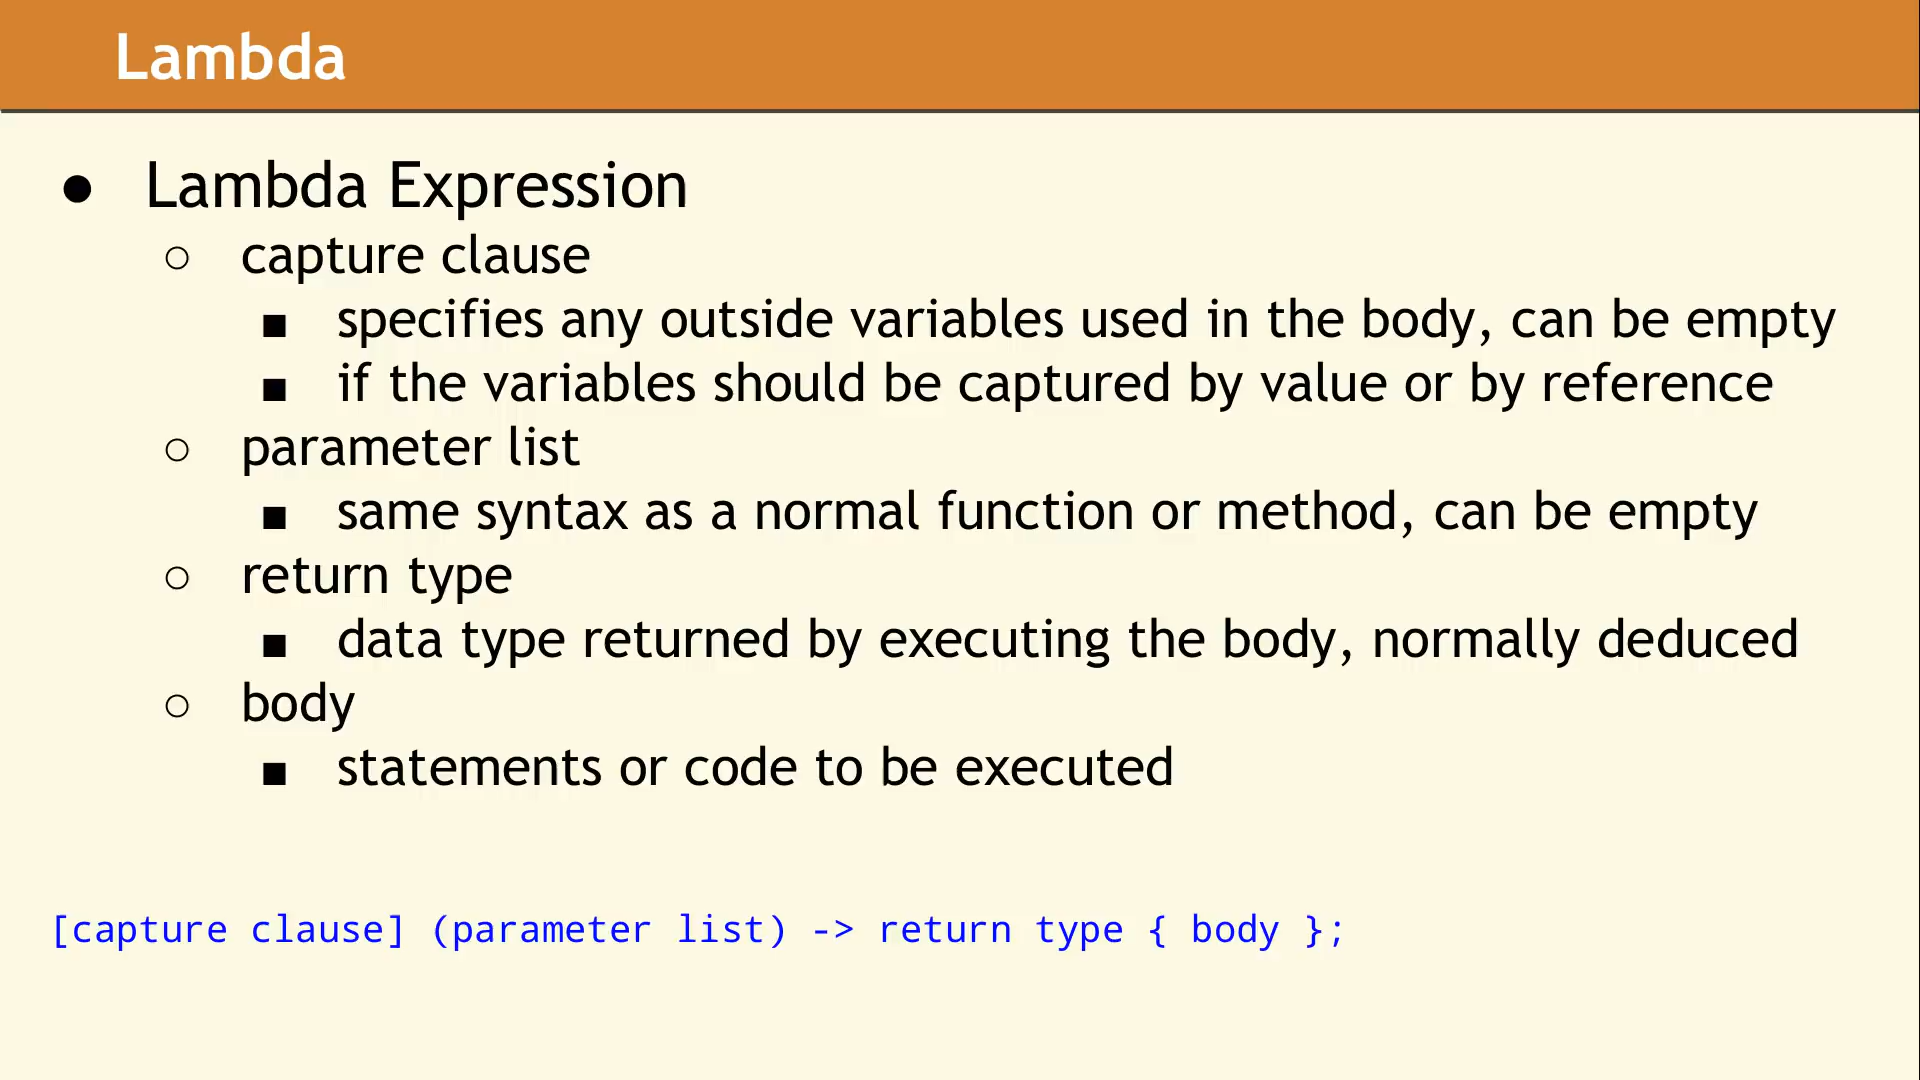 Lambda
● Lambda Expression
○ capture clause
■ specifies any outside variables used in the body, can be empty
■ if the variables should be captured by value or by reference
○ parameter list
■ same syntax as a normal function or method, can be empty
○ return type
■ data type returned by executing the body, normally deduced
○ body
■ statements or code to be executed
[capture clause] (parameter list) -> return type { body };